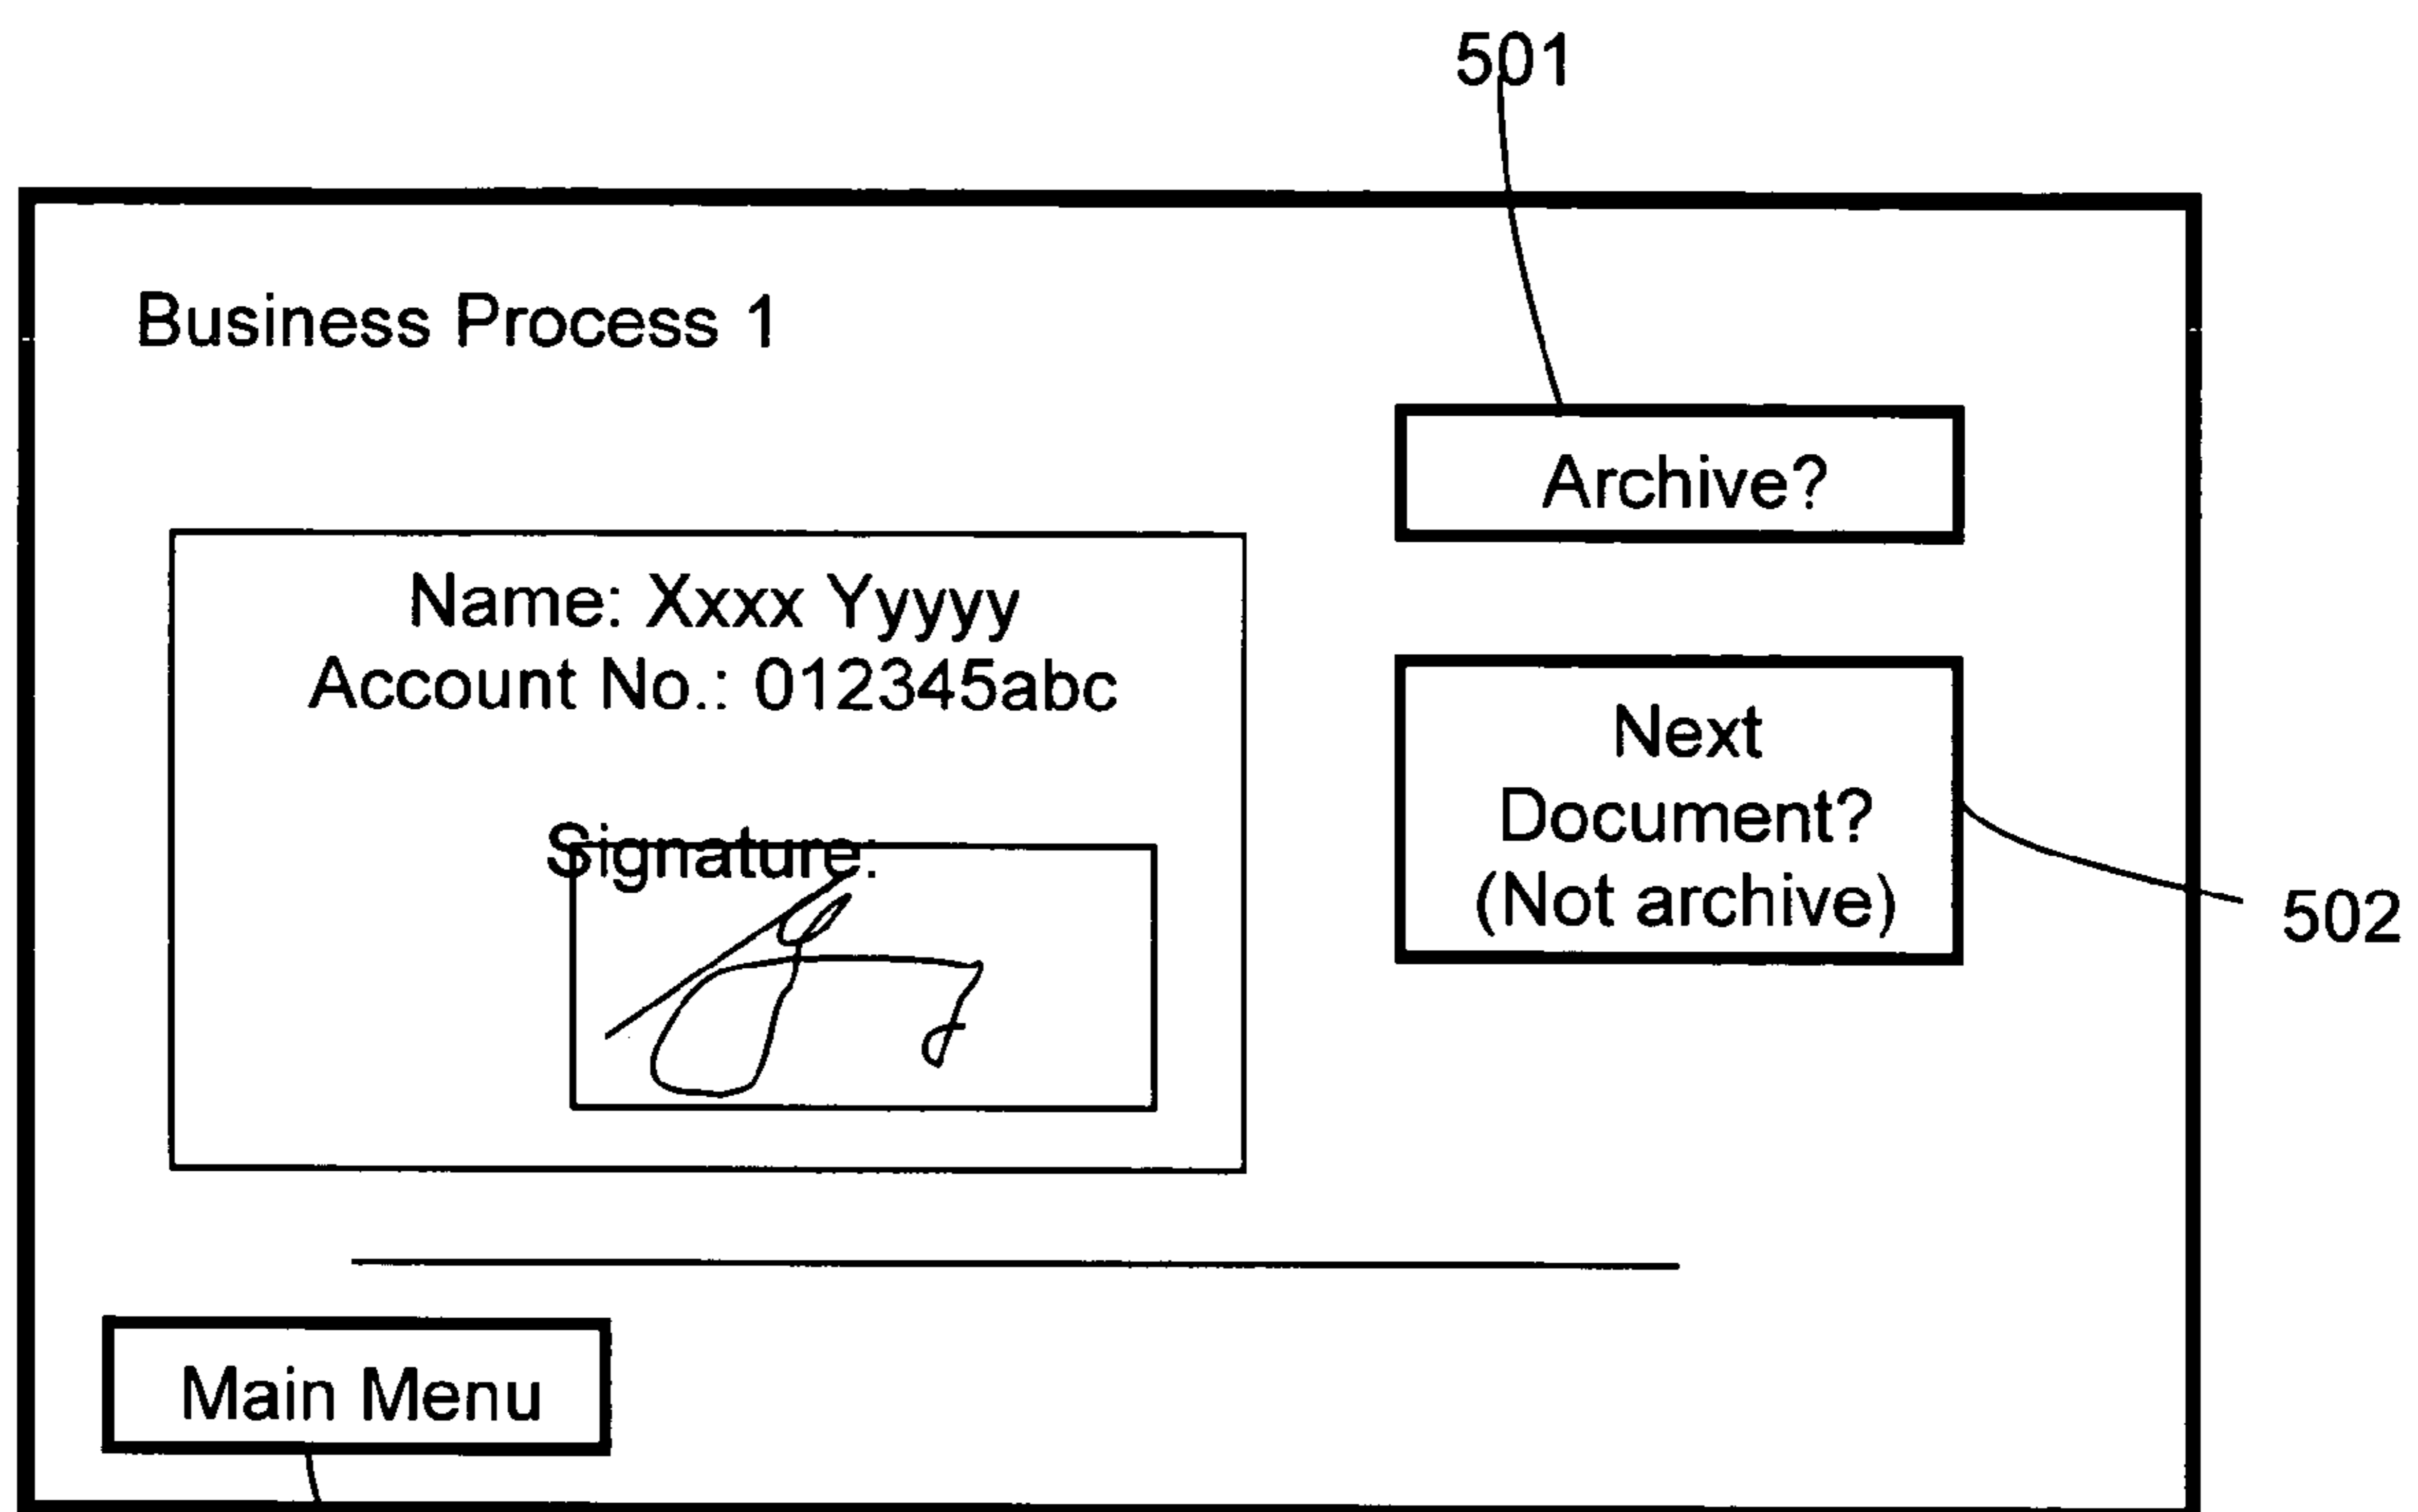 501
Business Process 1
Archive?
Name: Xxxx Yyyyy
Account No.: 012345abc
Signature:
Next
Document?
(Not archive)
502
Main Menu